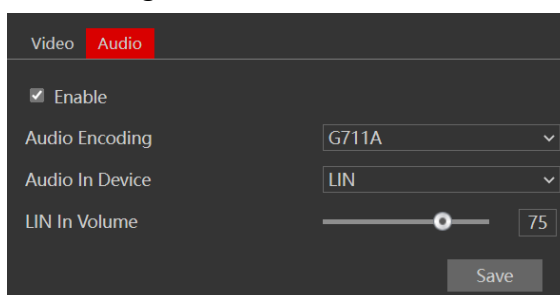 Video Audio
Enable
Audio Encoding G711A
Audio In Device LIN
LIN In Volume 75
Save